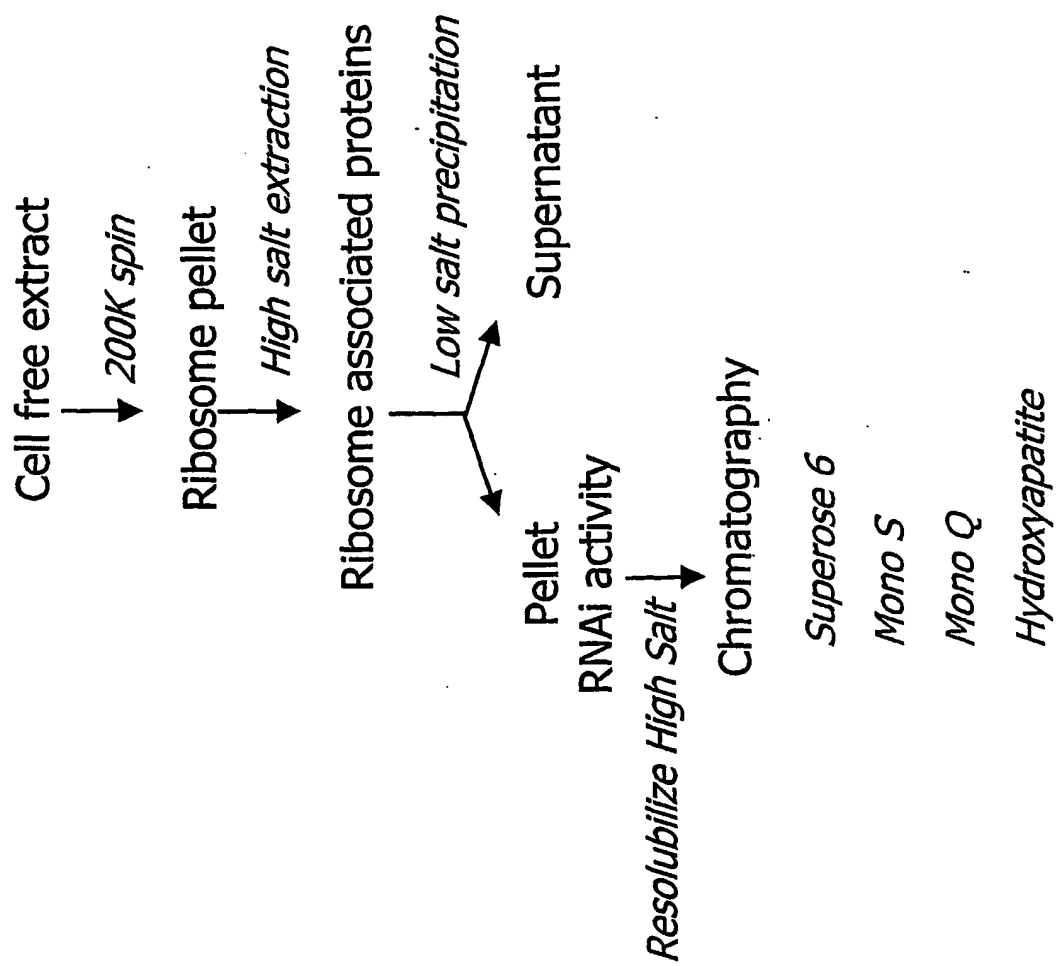 Cell free extract
200K spin
Ribosome pellet
High salt extraction
Ribosome associated proteins
Low salt precipitation
Pellet
RNAi activity
Supernatant
Resolubilize High Salt
Chromatography
Superose 6
Mono S
Mono Q
Hydroxyapatite